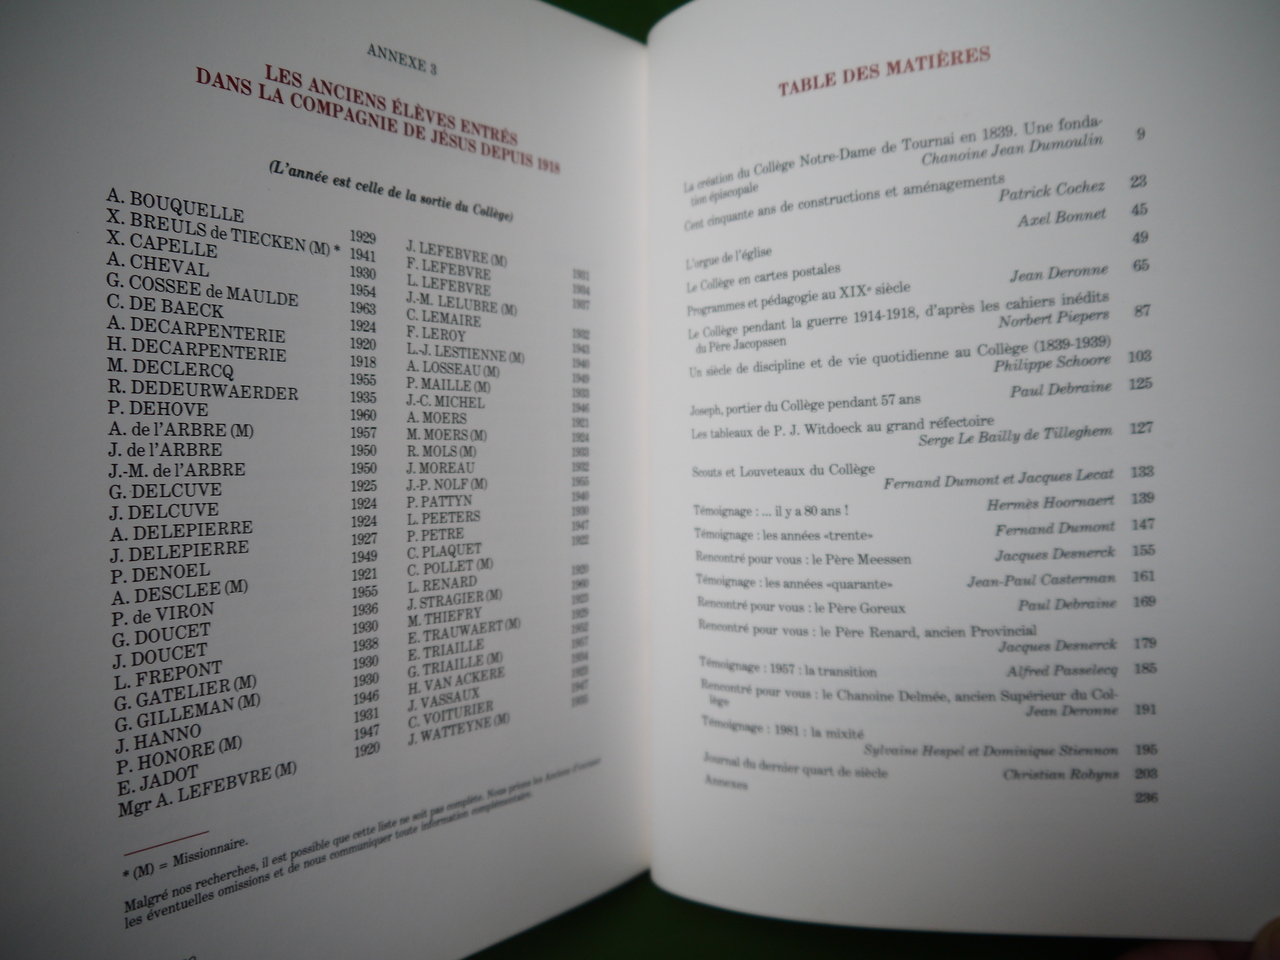 ANNEXE 3
LES ANCIENS ÉLÈVES ENTRÉS
DANS LA COMPAGNIE DE JÉSUS DEPUIS 1918
(L'année est celle de la sortie du Collège)
A. BOUQUELLE 1929
X. BREULS de TIECKEN (M) * 1941
X. CAPELLE 1930
A. CHEVAL 1954
G. COSSEE de MAULDE 1963
C. DE BAECK 1924
A. DECARPENTERIE 1920
H. DECARPENTERIE 1918
M. DECLERCQ 1955
R. DEDEURWAERDER 1935
P. DEHOVE 1960
A. de l'ARBRE (M) 1957
J. de l'ARBRE 1950
J.-M. de l'ARBRE 1950
G. DELCUVE 1925
J. DELCUVE 1924
A. DELEPIERRE 1924
J. DELEPIERRE 1927
P. DENOEL 1949
A. DESCLEE (M) 1921
P. de VIRON 1955
G. DOUCET 1936
J. DOUCET 1930
L. FREPONT 1938
G. GATELIER (M) 1930
G. GILLEMAN (M) 1930
J. HANNO 1946
P. HONORE (M) 1931
E. JADOT 1947
Mgr A. LEFEBVRE (M) 1920
J. LEFEBVRE (M)
F. LEFEBVRE
L. LEFEBVRE
J.-M. LELUBRE (M)
C. LEMAIRE
F. LEROY
L.-J. LESTIENNE (M)
A. LOSSEAU (M)
P. MAILLE (M)
J.-C. MICHEL
A. MOERS
M. MOERS (M)
R. MOLS (M)
J. MOREAU
J.-P. NOLF (M)
P. PATTYN
L. PEETERS
P. PETRE
C. PLAQUET
C. POLLET (M)
L. RENARD
J. STRAGIER (M)
M. THIEFRY
E. TRAUWAERT (M)
E. TRIAILLE
G. TRIAILLE (M)
H. VAN ACKERE
J. VASSAUX
C. VOITURIER
J. WATTEYNE (M)
* (M) = Missionnaire.
Malgré nos recherches, il est possible que cette liste ne soit pas complète. Nous prions les Anciens d'excuser
les éventuelles omissions et de nous communiquer toute information complémentaire.
TABLE DES MATIÈRES
La création du Collège Notre-Dame de Tournai en 1839. Une fonda-
tion épiscopale Chanoine Jean Dumoulin 9
Cent cinquante ans de constructions et aménagements
Patrick Cochez 23
L'orgue de l'église Axel Bonnet 45
Le Collège en cartes postales 49
Programmes et pédagogie au XIXe siècle Jean Deronne 65
Le Collège pendant la guerre 1914-1918, d'après les cahiers inédits
du Père Jacopssen Norbert Piepers 87
Un siècle de discipline et de vie quotidienne au Collège (1839-1939)
Philippe Schoore 103
Joseph, portier du Collège pendant 57 ans Paul Debraine 125
Les tableaux de P. J. Witdoeck au grand réfectoire
Serge Le Bailly de Tilleghem 127
Scouts et Louveteaux du Collège
Fernand Dumont et Jacques Lecat 133
Témoignage : ... il y a 80 ans ! Hermès Hoornaert 139
Témoignage : les années «trente» Fernand Dumont 147
Rencontré pour vous : le Père Meessen Jacques Desnerck 155
Témoignage : les années «quarante» Jean-Paul Casterman 161
Rencontré pour vous : le Père Goreux Paul Debraine 169
Rencontré pour vous : le Père Renard, ancien Provincial
Jacques Desnerck 179
Témoignage : 1957 : la transition Alfred Passelecq 185
Rencontré pour vous : le Chanoine Delmée, ancien Supérieur du Col-
lège Jean Deronne 191
Témoignage : 1981 : la mixité
Sylvaine Hespel et Dominique Stiennon 195
Journal du dernier quart de siècle Christian Robyns 203
Annexes 236